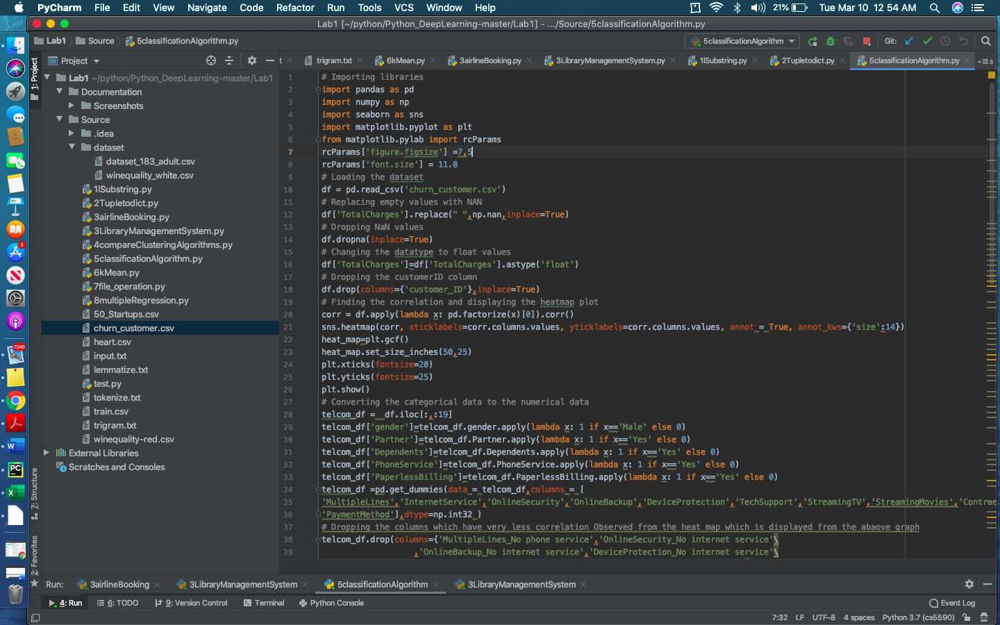 PyCharm File Edit View Navigate Code Refactor Run Tools VCS Window Help 21% Tue Mar 10 12 54 AM
Lab1 [~/python/Python_DeepLearning-master/Lab1] - .../Source/5classificationAlgorithm.py
Lab1 Source 5classificationAlgorithm.py 5classificationAlgorithm Git:
Project t trigram.txt 6kMean.py 3airlineBooking.py 3LibraryManagementSystem.py 1lSubstring.py 2Tupletodict.py 5classificationAlgorithm.py
1: Project
Lab1 ~/python/Python_DeepLearning-master/Lab1
Documentation
Screenshots
Source
.idea
dataset
dataset_183_adult.csv
winequality_white.csv
1lSubstring.py
2Tupletodict.py
3airlineBooking.py
3LibraryManagementSystem.py
4compareClusteringAlgorithms.py
5classificationAlgorithm.py
6kMean.py
7file_operation.py
8multipleRegression.py
50_Startups.csv
churn_customer.csv
heart.csv
input.txt
lemmatize.txt
test.py
tokenize.txt
train.csv
trigram.txt
winequality-red.csv
External Libraries
Scratches and Consoles
Z: Structure
2: Favorites
3
7,549
W
PC
X
1 # Importing libraries
2 import pandas as pd
3 import numpy as np
4 import seaborn as sns
5 import matplotlib.pyplot as plt
6 from matplotlib.pylab import rcParams
7 rcParams['figure.figsize'] =7,5
8 rcParams['font.size'] = 11.0
9 # Loading the dataset
10 df = pd.read_csv('churn_customer.csv')
11 # Replacing empty values with NAN
12 df['TotalCharges'].replace(" ",np.nan,inplace=True)
13 # Dropping NaN values
14 df.dropna(inplace=True)
15 # Changing the datatype to float values
16 df['TotalCharges']=df['TotalCharges'].astype('float')
17 # Dropping the customerID column
18 df.drop(columns={'customer_ID'},inplace=True)
19 # Finding the correlation and displaying the heatmap plot
20 corr = df.apply(lambda x: pd.factorize(x)[0]).corr()
21 sns.heatmap(corr, xticklabels=corr.columns.values, yticklabels=corr.columns.values, annot = True, annot_kws={'size':14})
22 heat_map=plt.gcf()
23 heat_map.set_size_inches(50,25)
24 plt.xticks(fontsize=20)
25 plt.yticks(fontsize=25)
26 plt.show()
27 # Converting the categorical data to the numerical data
28 telcom_df =  df.iloc[:,:19]
29 telcom_df['gender']=telcom_df.gender.apply(lambda x: 1 if x=='Male' else 0)
30 telcom_df['Partner']=telcom_df.Partner.apply(lambda x: 1 if x=='Yes' else 0)
31 telcom_df['Dependents']=telcom_df.Dependents.apply(lambda x: 1 if x=='Yes' else 0)
32 telcom_df['PhoneService']=telcom_df.PhoneService.apply(lambda x: 1 if x=='Yes' else 0)
33 telcom_df['PaperlessBilling']=telcom_df.PaperlessBilling.apply(lambda x: 1 if x=='Yes' else 0)
34 telcom_df =pd.get_dummies(data = telcom_df,columns = [
35 'MultipleLines','InternetService','OnlineSecurity','OnlineBackup','DeviceProtection','TechSupport','StreamingTV','StreamingMovies','Contrac
36 'PaymentMethod'],dtype=np.int32 )
37 # Dropping the columns which have very less correlation Observed from the heat map which is displayed from the abaove graph
38 telcom_df.drop(columns={'MultipleLines_No phone service','OnlineSecurity_No internet service'\
39 ,'OnlineBackup_No internet service','DeviceProtection_No internet service'\
Run: 3airlineBooking 3LibraryManagementSystem 5classificationAlgorithm 3LibraryManagementSystem
4: Run 6: TODO 9: Version Control Terminal Python Console Event Log
7:32 LF UTF-8 4 spaces Python 3.7 (cs5590)